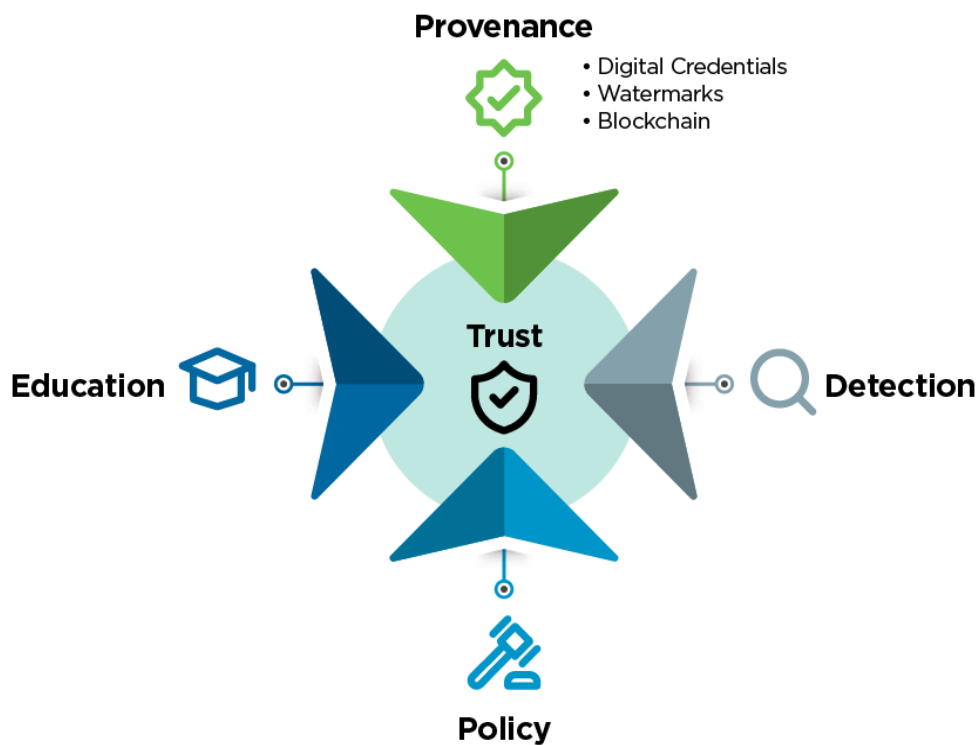 Provenance
• Digital Credentials
• Watermarks
• Blockchain
Trust
Education
Detection
Policy